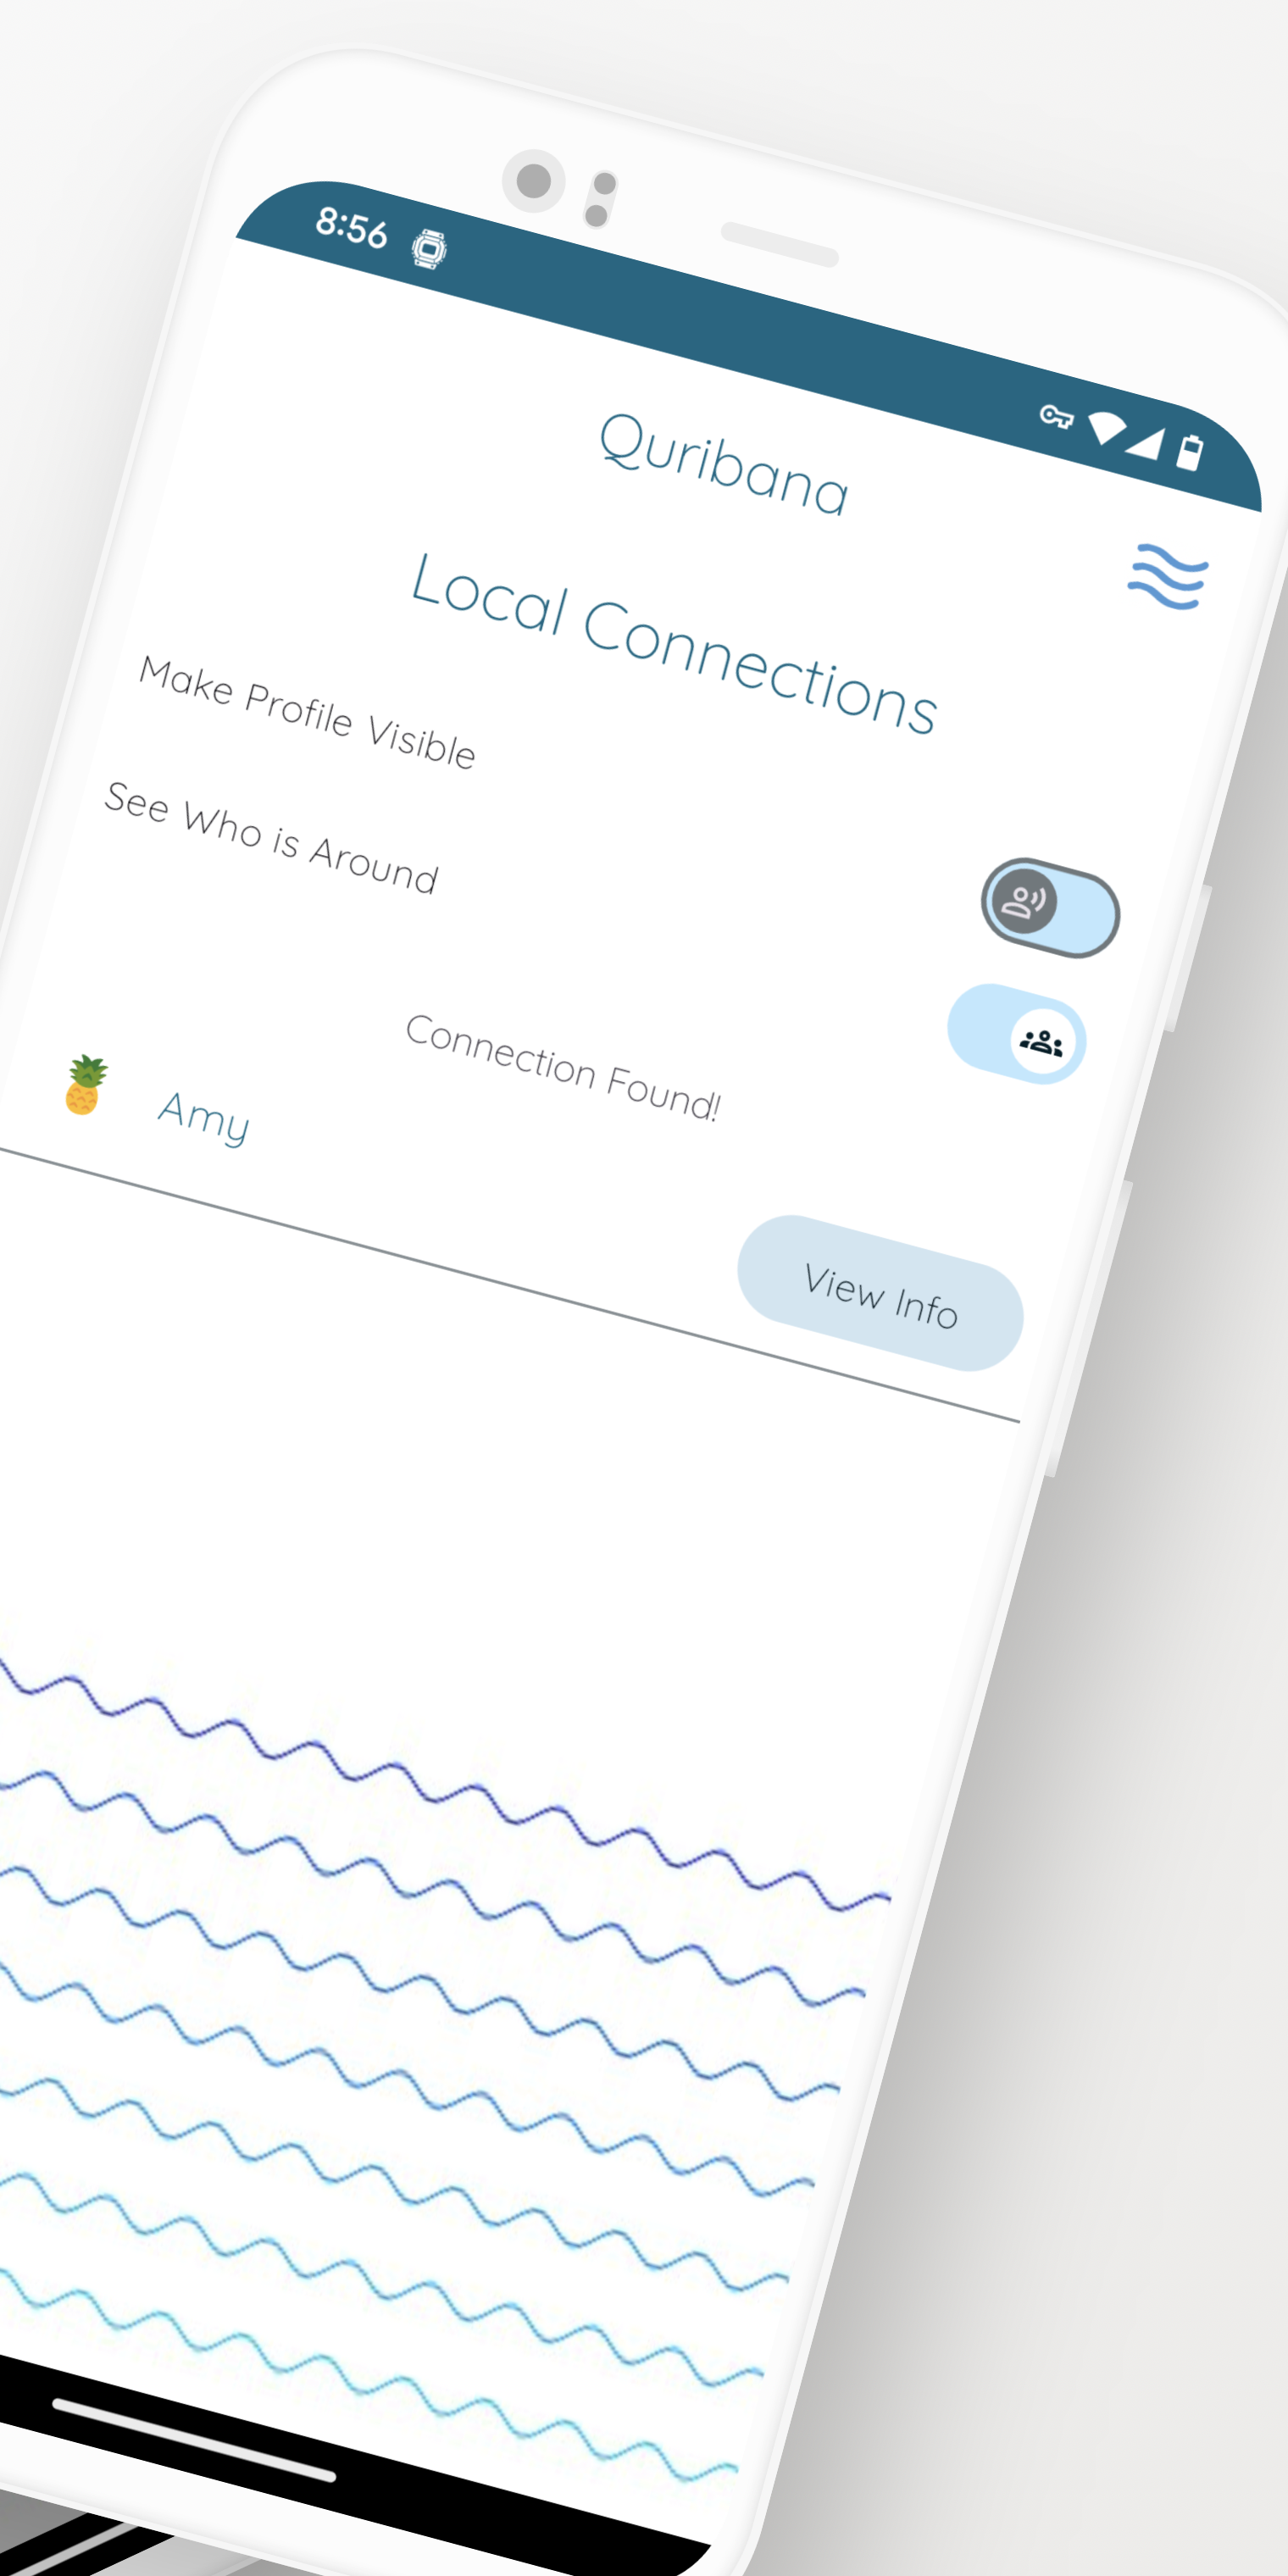 8:56
Quribana
Local Connections
Make Profile Visible
See Who is Around
Connection Found!
Amy
View Info